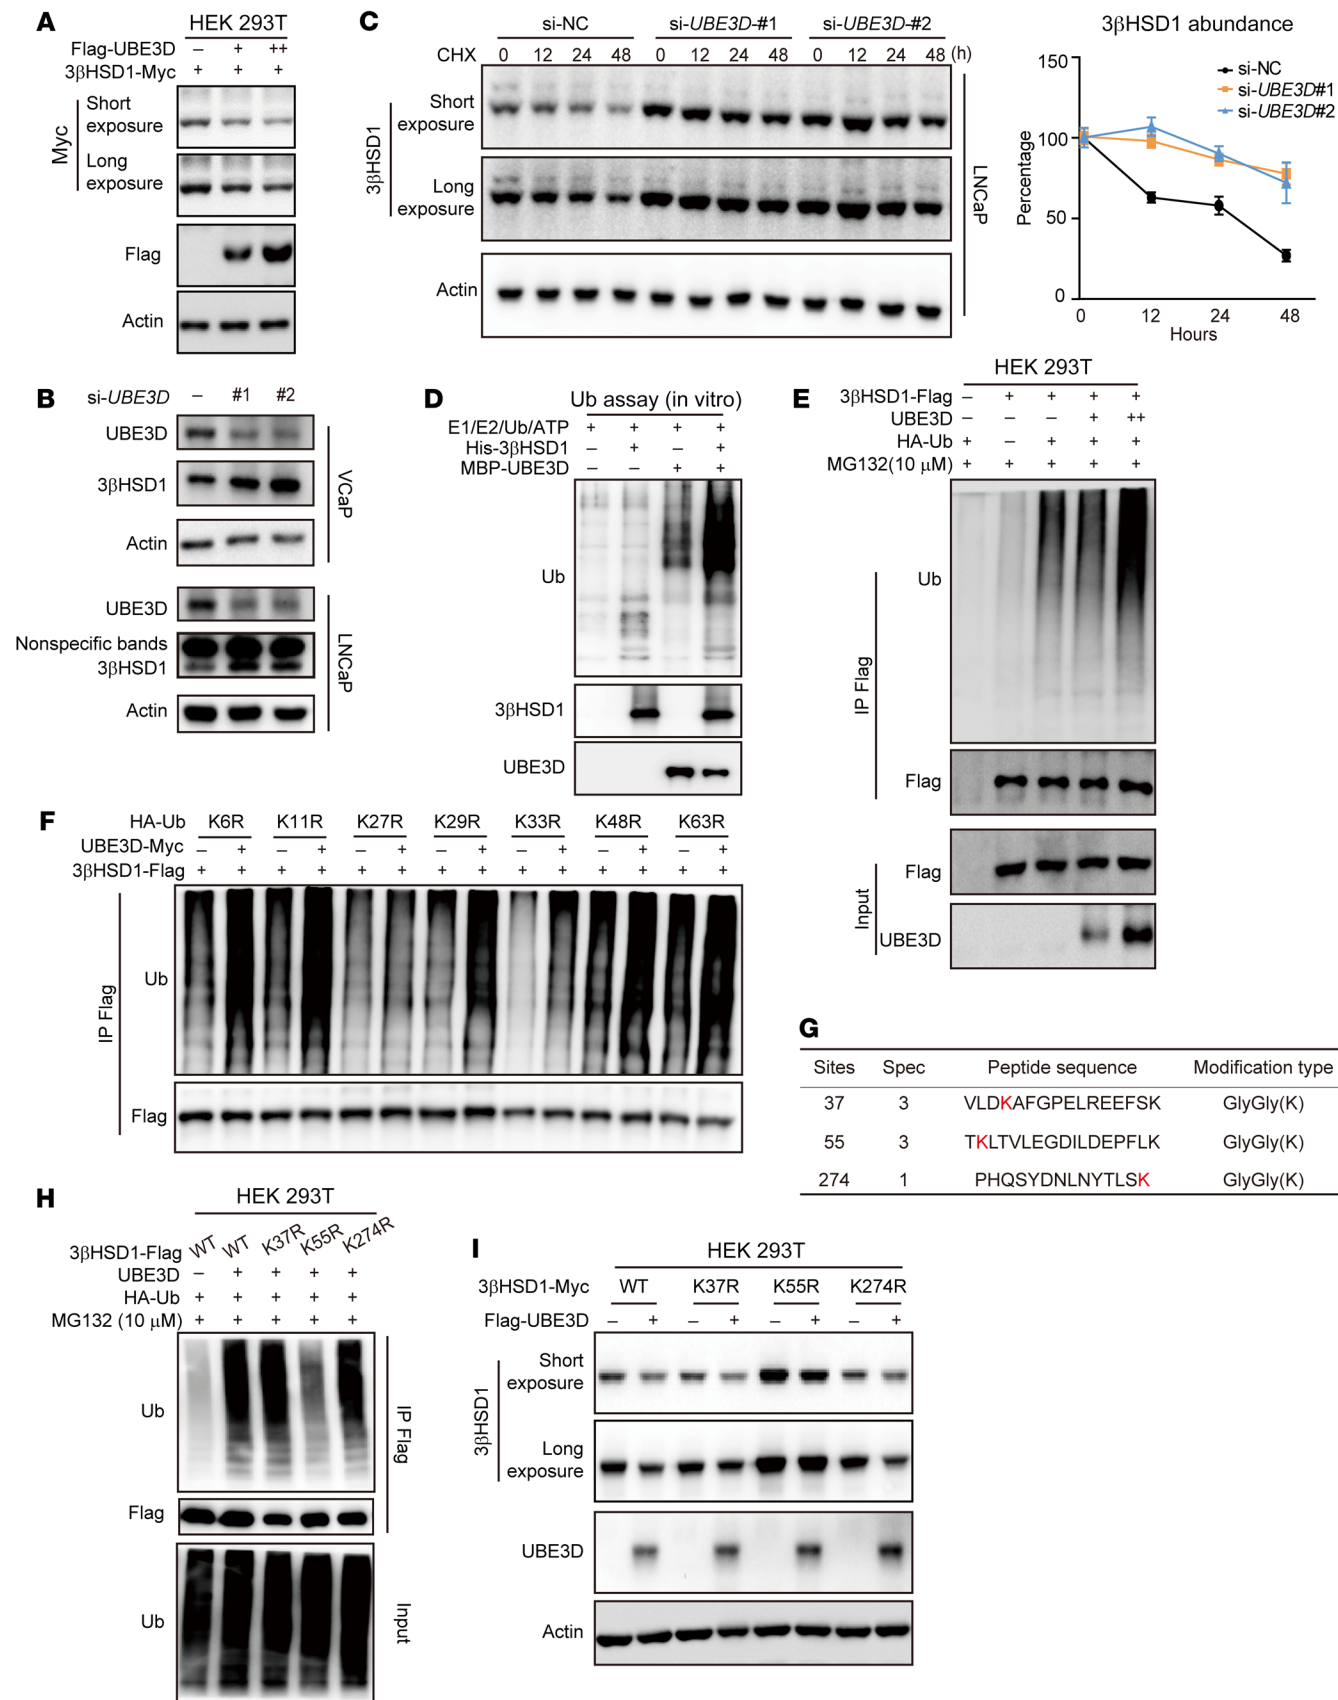 A
HEK 293T
Flag-UBE3D – + ++
3βHSD1-Myc + + +
Myc
Short exposure
Long exposure
Flag
Actin
B
si-UBE3D – #1 #2
UBE3D
3βHSD1
Actin
VCaP
UBE3D
Nonspecific bands
3βHSD1
Actin
LNCaP
C
si-NC si-UBE3D-#1 si-UBE3D-#2
CHX 0 12 24 48 0 12 24 48 0 12 24 48 (h)
3βHSD1
Short exposure
Long exposure
Actin
LNCaP
3βHSD1 abundance
150
100
50
0
Percentage
si-NC
si-UBE3D#1
si-UBE3D#2
0 12 24 48
Hours
D
Ub assay (in vitro)
E1/E2/Ub/ATP + + + +
His-3βHSD1 – + – +
MBP-UBE3D – – + +
Ub
3βHSD1
UBE3D
E
HEK 293T
3βHSD1-Flag – + + + +
UBE3D – – – + ++
HA-Ub + – + + +
MG132(10 μM) + + + + +
IP Flag
Ub
Flag
Input
Flag
UBE3D
F
HA-Ub K6R K11R K27R K29R K33R K48R K63R
UBE3D-Myc – + – + – + – + – + – + – +
3βHSD1-Flag + + + + + + + + + + + + + +
IP Flag
Ub
Flag
G
Sites Spec Peptide sequence Modification type
37 3 VLDKAFGPELREEFSK GlyGly(K)
55 3 TKLTVLEGDILDEPFLK GlyGly(K)
274 1 PHQSYDNLNYTLSK GlyGly(K)
H
HEK 293T
3βHSD1-Flag WT WT K37R K55R K274R
UBE3D – + + + +
HA-Ub + + + + +
MG132 (10 μM) + + + + +
Ub
Flag
IP Flag
Ub
Input
I
HEK 293T
3βHSD1-Myc WT K37R K55R K274R
Flag-UBE3D – + – + – + – +
3βHSD1
Short exposure
Long exposure
UBE3D
Actin